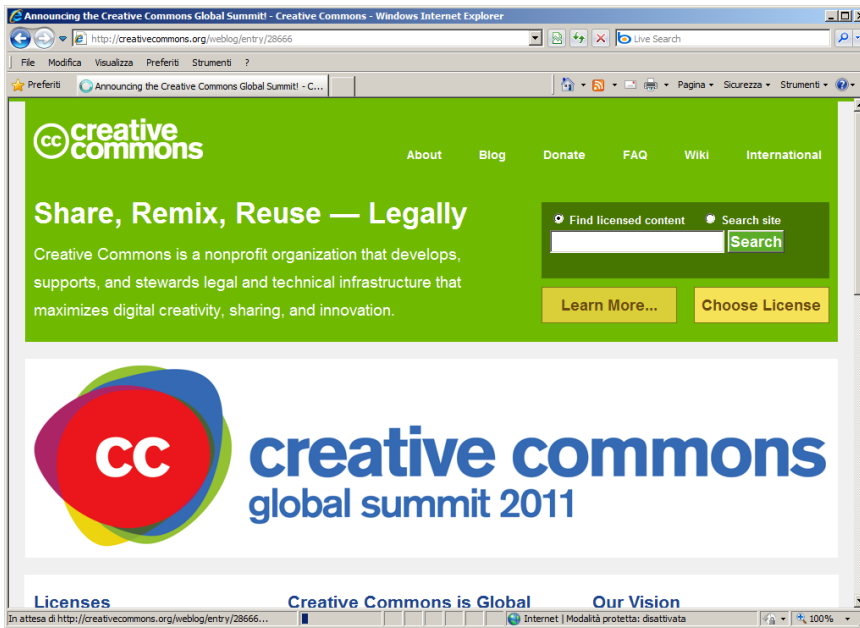 Announcing the Creative Commons Global Summit! - Creative Commons - Windows Internet Explorer
http://creativecommons.org/weblog/entry/28666
Live Search
File Modifica Visualizza Preferiti Strumenti ?
Preferiti
Announcing the Creative Commons Global Summit! - C...
Pagina Sicurezza Strumenti
cc creative
commons
About Blog Donate FAQ Wiki International
Share, Remix, Reuse — Legally
Creative Commons is a nonprofit organization that develops,
supports, and stewards legal and technical infrastructure that
maximizes digital creativity, sharing, and innovation.
Find licensed content Search site
Search
Learn More... Choose License
cc
creative commons
global summit 2011
Licenses Creative Commons is Global Our Vision
In attesa di http://creativecommons.org/weblog/entry/28666...
Internet | Modalità protetta: disattivata
100%